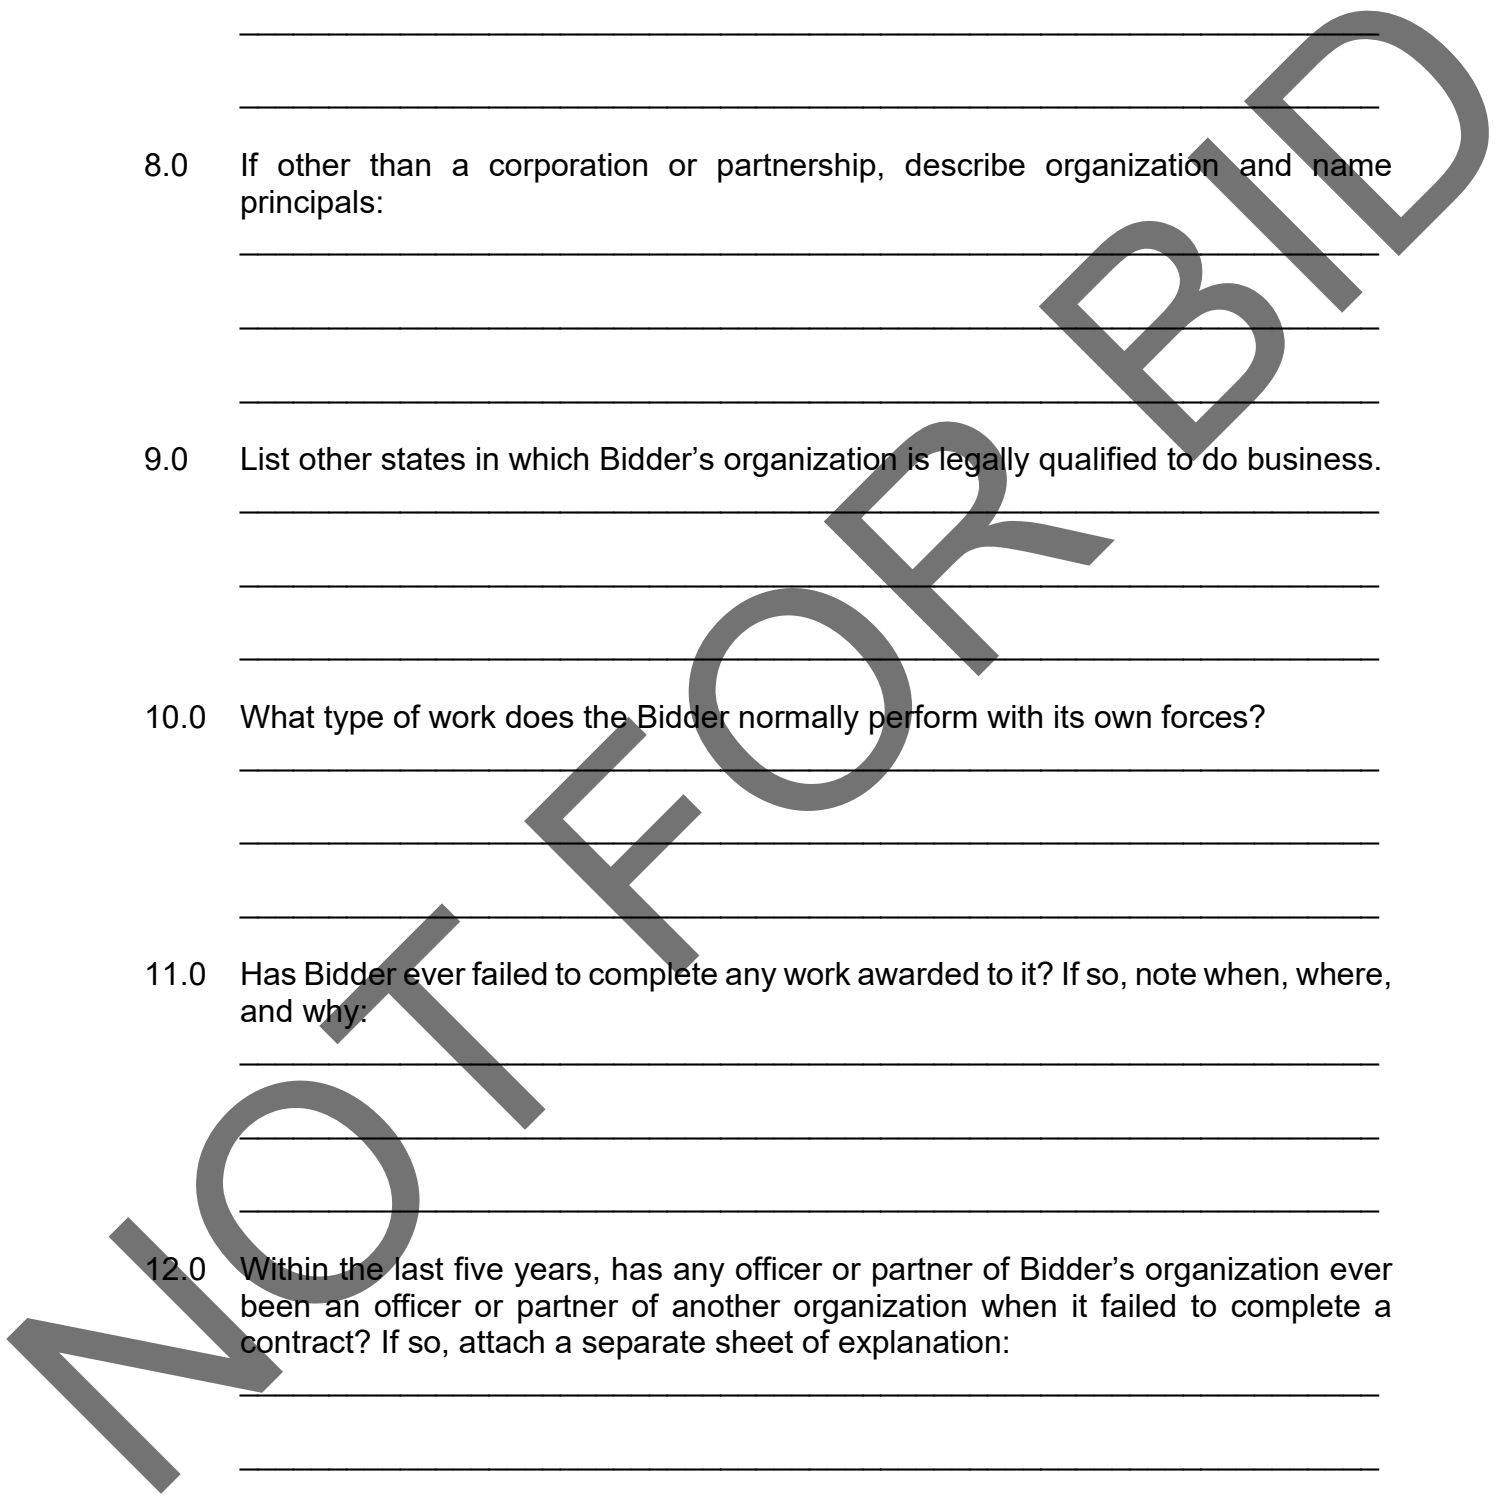 8.0 If other than a corporation or partnership, describe organization and name
principals:
9.0 List other states in which Bidder’s organization is legally qualified to do business.
10.0 What type of work does the Bidder normally perform with its own forces?
11.0 Has Bidder ever failed to complete any work awarded to it? If so, note when, where,
and why:
12.0 Within the last five years, has any officer or partner of Bidder’s organization ever
been an officer or partner of another organization when it failed to complete a
contract? If so, attach a separate sheet of explanation:
NOT FOR BID